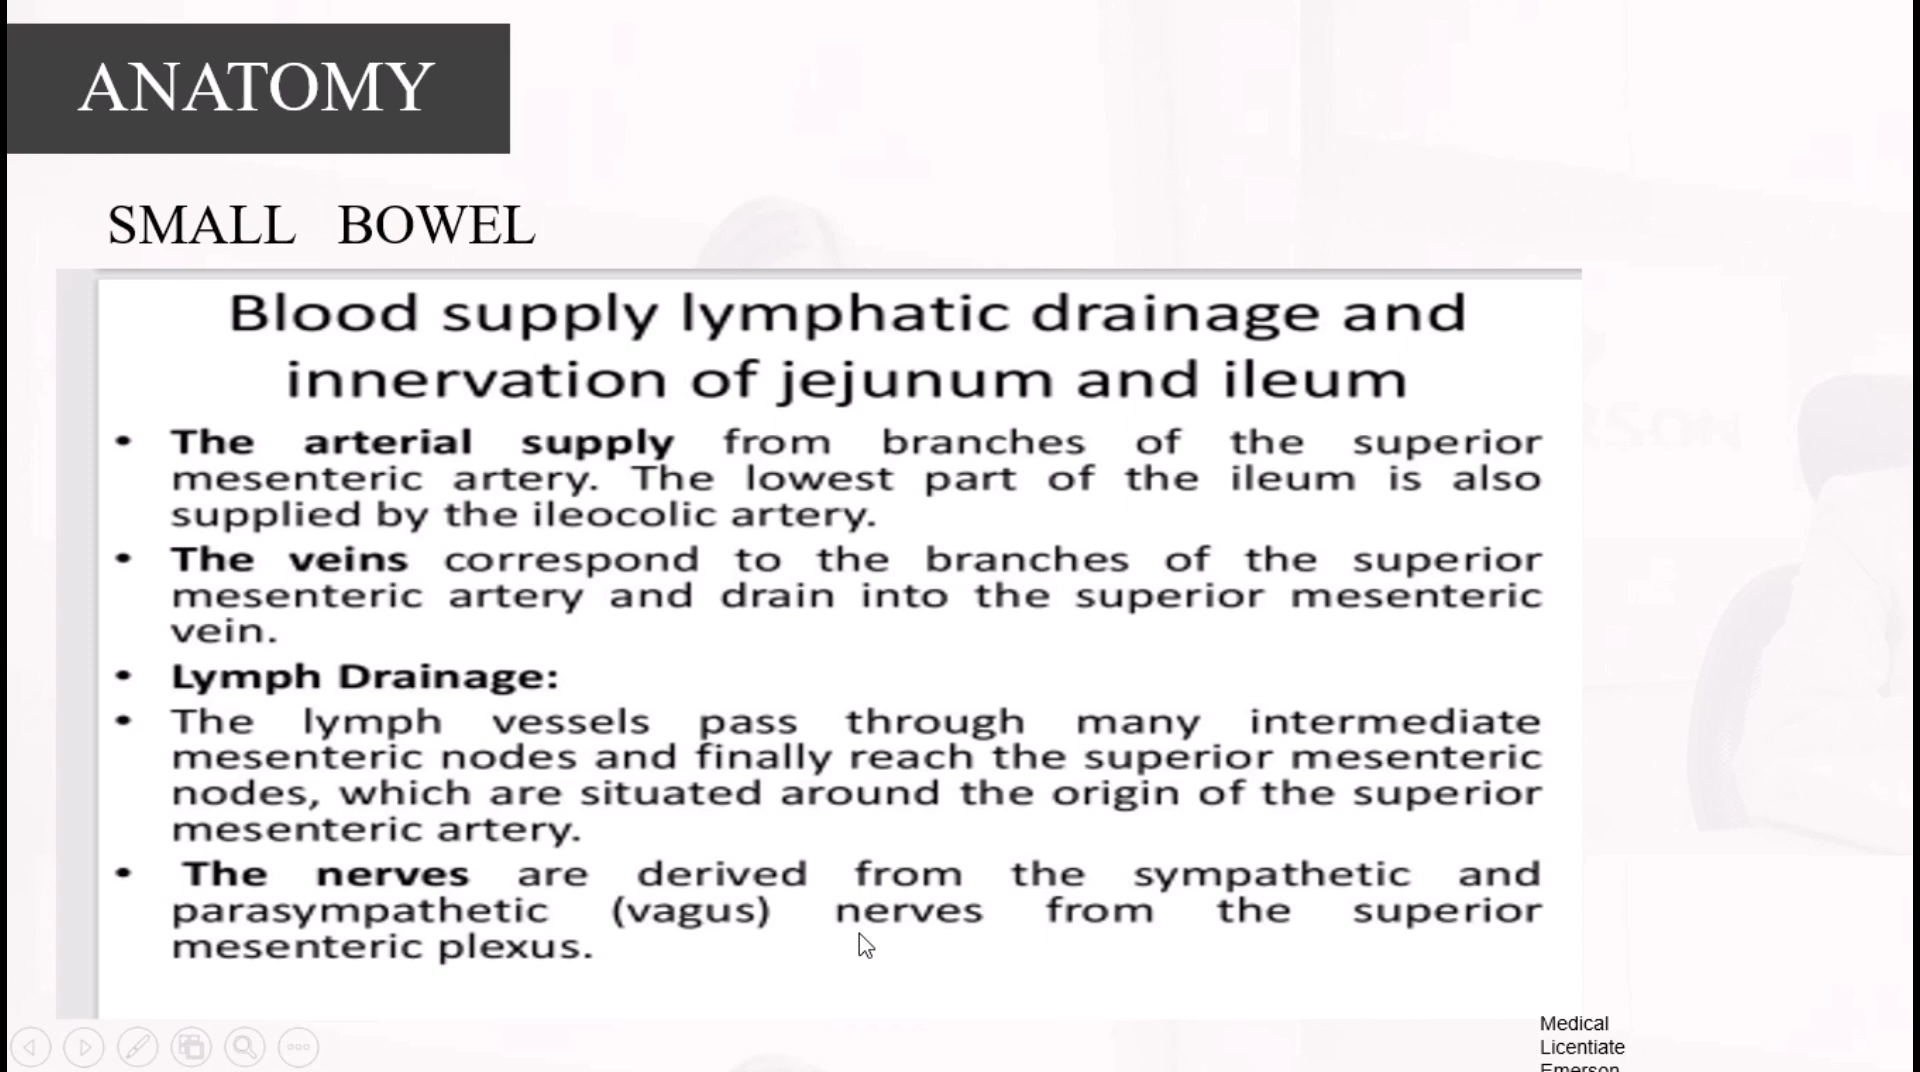 ANATOMY
SMALL BOWEL
Blood supply lymphatic drainage and
innervation of jejunum and ileum
• The arterial supply from branches of the superior
mesenteric artery. The lowest part of the ileum is also
supplied by the ileocolic artery.
• The veins correspond to the branches of the superior
mesenteric artery and drain into the superior mesenteric
vein.
• Lymph Drainage:
• The lymph vessels pass through many intermediate
mesenteric nodes and finally reach the superior mesenteric
nodes, which are situated around the origin of the superior
mesenteric artery.
• The nerves are derived from the sympathetic and
parasympathetic (vagus) nerves from the superior
mesenteric plexus.
Medical
Licentiate
Emerson